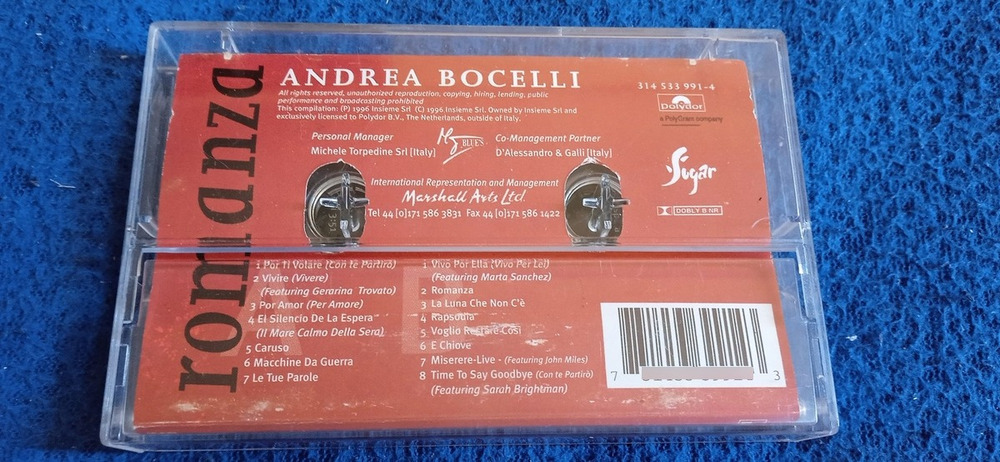 romanza
ANDREA BOCELLI
All rights reserved, unauthorized reproduction, copying, hiring, lending, public
performance and broadcasting prohibited
This compilation: (P) 1996 Insieme Srl. (C) 1996 Insieme Srl. Owned by Insieme Srl and
exclusively licensed to Polydor B.V., The Netherlands, outside of Italy.
314 533 991-4
Polydor
a PolyGram company
Personal Manager
Michele Torpedine Srl [Italy]
BLUES
Co-Management Partner
D'Alessandro & Galli [Italy]
Sugar
International Representation and Management
Marshall Arts Ltd.
Tel 44 [0]171 586 3831 Fax 44 [0]171 586 1422
DOLBY B NR
1 Por Ti Volare (Con te Partirò)
2 Vivire (Vivere)
(Featuring Gerarina Trovato)
3 Por Amor (Per Amore)
4 El Silencio De La Espera
(Il Mare Calmo Della Sera)
5 Caruso
6 Macchine Da Guerra
7 Le Tue Parole
1 Vivo Por Ella (Vivo Per Lei)
(Featuring Marta Sanchez)
2 Romanza
3 La Luna Che Non C'è
4 Rapsodia
5 Voglio Restare Così
6 E Chiove
7 Miserere-Live - (Featuring John Miles)
8 Time To Say Goodbye (Con te Partirò)
(Featuring Sarah Brightman)
7 3